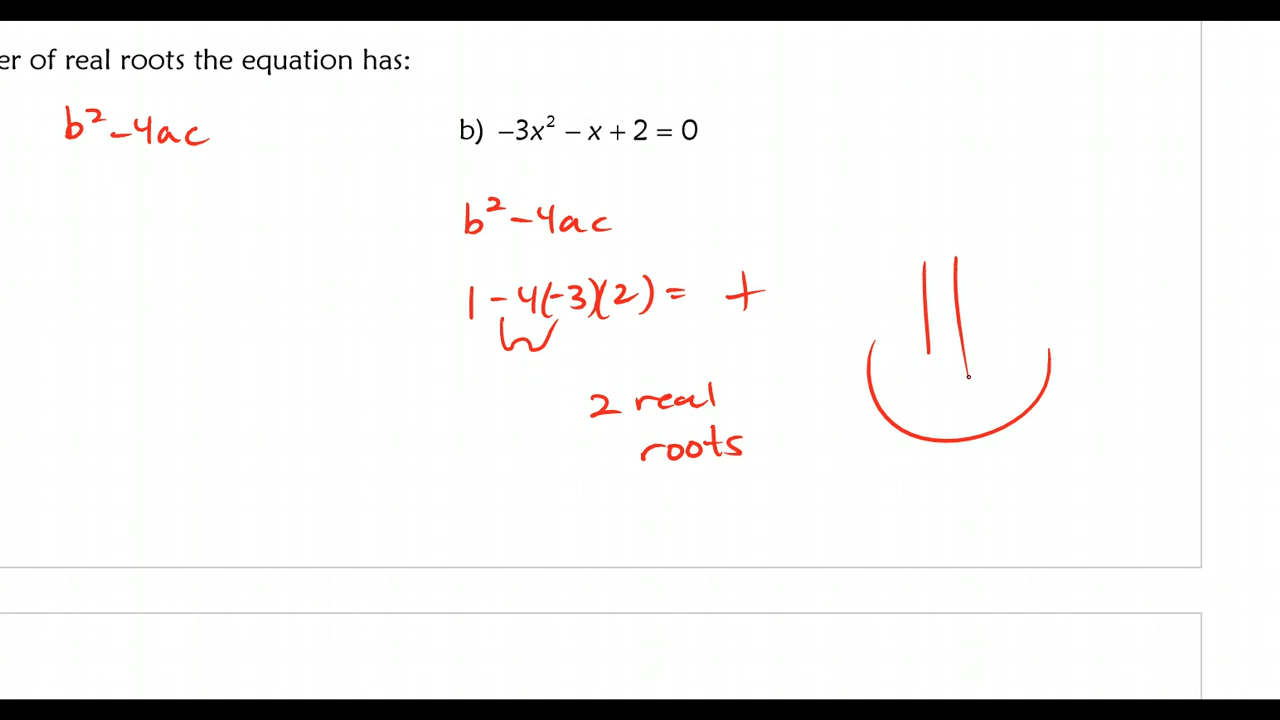 er of real roots the equation has:
b² - 4ac
b) −3x² − x + 2 = 0
b² - 4ac
1 - 4(-3)(2) = +
2 real
roots